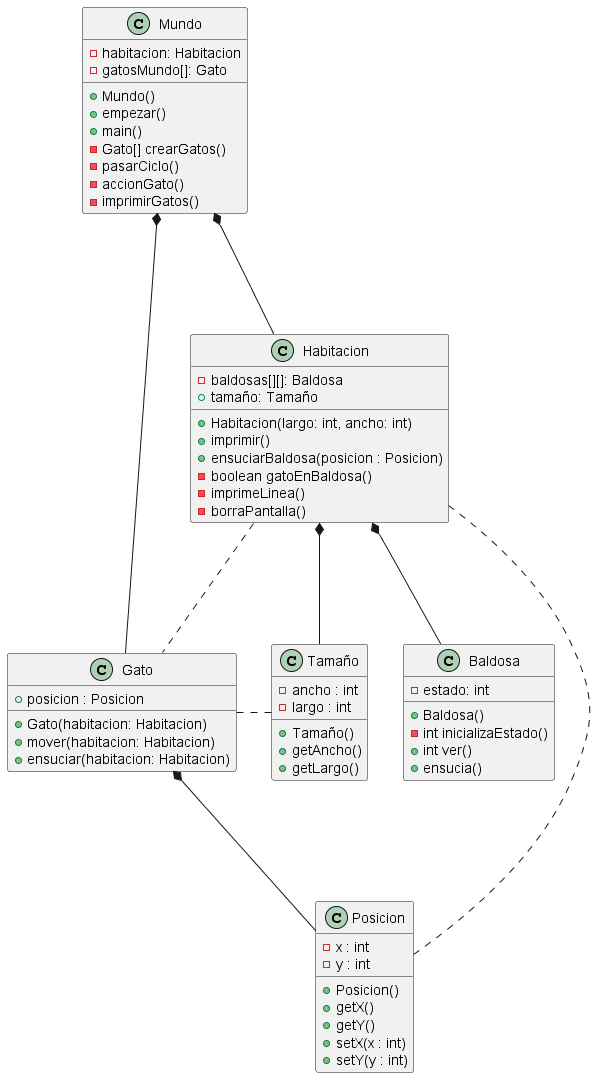 C Mundo
habitacion: Habitacion
gatosMundo[]: Gato
Mundo()
empezar()
main()
Gato[] crearGatos()
pasarCiclo()
accionGato()
imprimirGatos()
C Habitacion
baldosas[][]: Baldosa
tamaño: Tamaño
Habitacion(largo: int, ancho: int)
imprimir()
ensuciarBaldosa(posicion : Posicion)
boolean gatoEnBaldosa()
imprimeLinea()
borraPantalla()
C Gato
posicion : Posicion
Gato(habitacion: Habitacion)
mover(habitacion: Habitacion)
ensuciar(habitacion: Habitacion)
C Tamaño
ancho : int
largo : int
Tamaño()
getAncho()
getLargo()
C Baldosa
estado: int
Baldosa()
int inicializaEstado()
int ver()
ensucia()
C Posicion
x : int
y : int
Posicion()
getX()
getY()
setX(x : int)
setY(y : int)